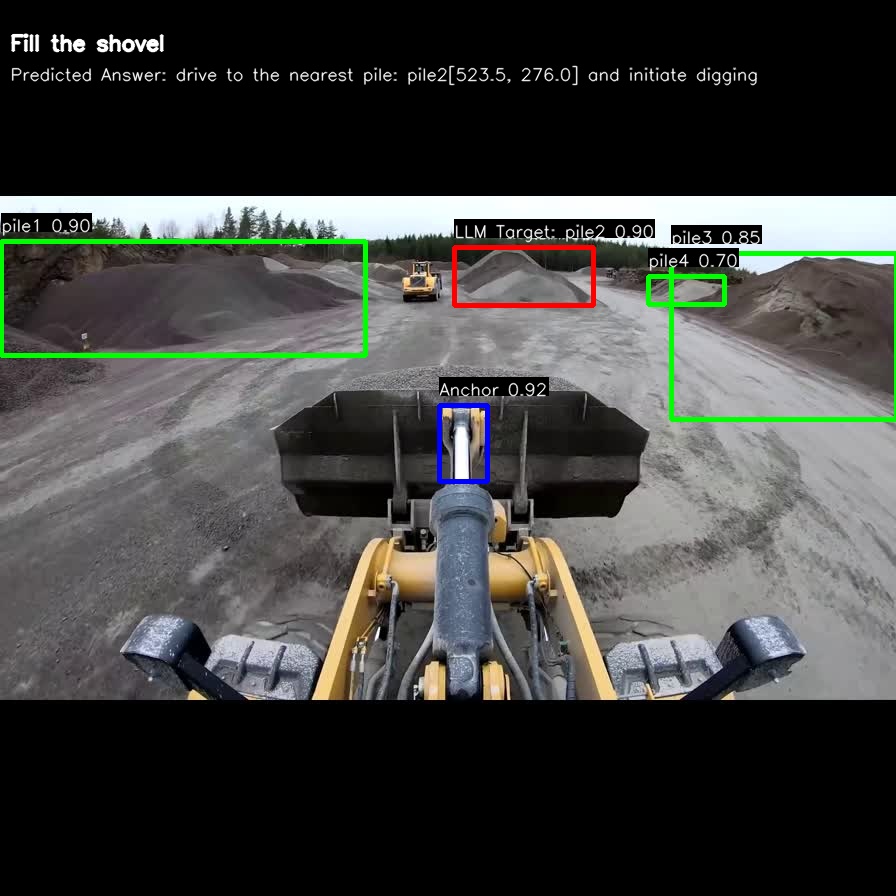 Fill the shovel
Predicted Answer: drive to the nearest pile: pile2[523.5, 276.0] and initiate digging
pile1 0.90
LLM Target: pile2 0.90
pile3 0.85
pile4 0.70
Anchor 0.92